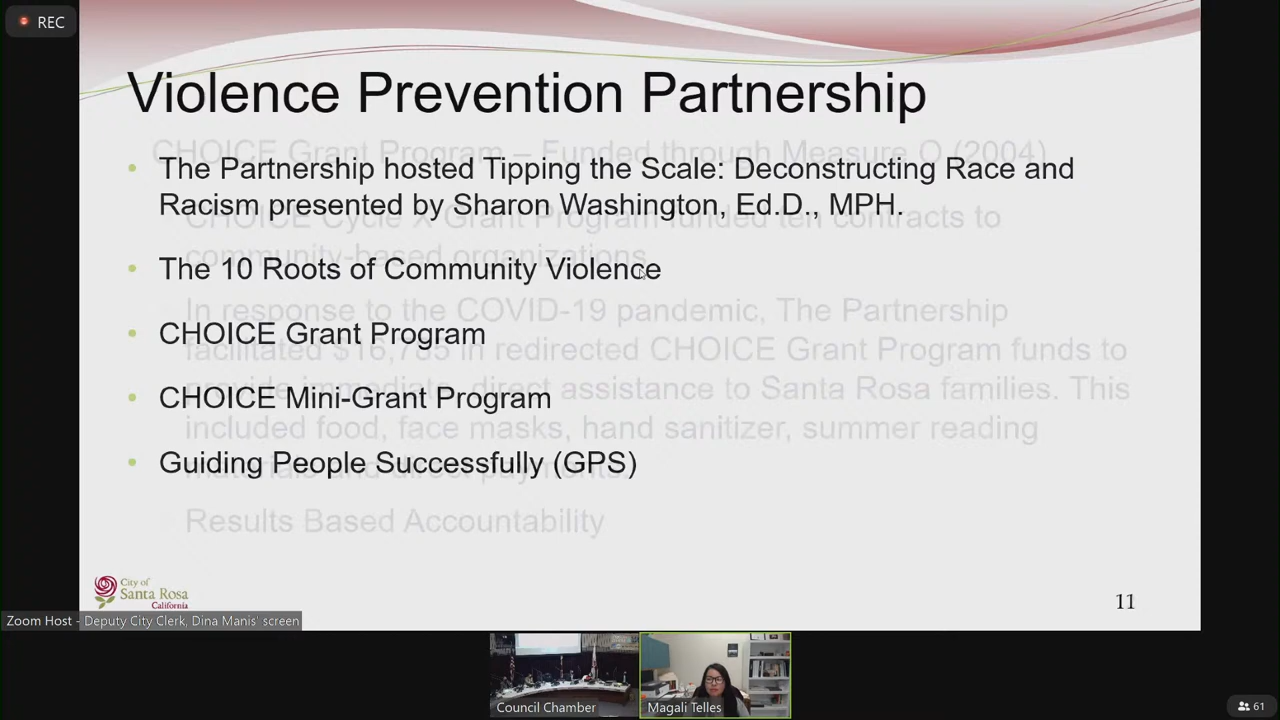 REC
Violence Prevention Partnership
CHOICE Grant Program – Funded through Measure O (2004)
• The Partnership hosted Tipping the Scale: Deconstructing Race and
Racism presented by Sharon Washington, Ed.D., MPH.
CHOICE Cycle X Grant Program funded ten contracts to
community-based organizations
• The 10 Roots of Community Violence
In response to the COVID-19 pandemic, The Partnership
• CHOICE Grant Program
facilitated $16,785 in redirected CHOICE Grant Program funds to
provide immediate, direct assistance to Santa Rosa families. This
• CHOICE Mini-Grant Program
included food, face masks, hand sanitizer, summer reading
• Guiding People Successfully (GPS)
materials and direct payments.
Results Based Accountability
City of
Santa Rosa
California
11
Zoom Host - Deputy City Clerk, Dina Manis' screen
Council Chamber
Magali Telles
61